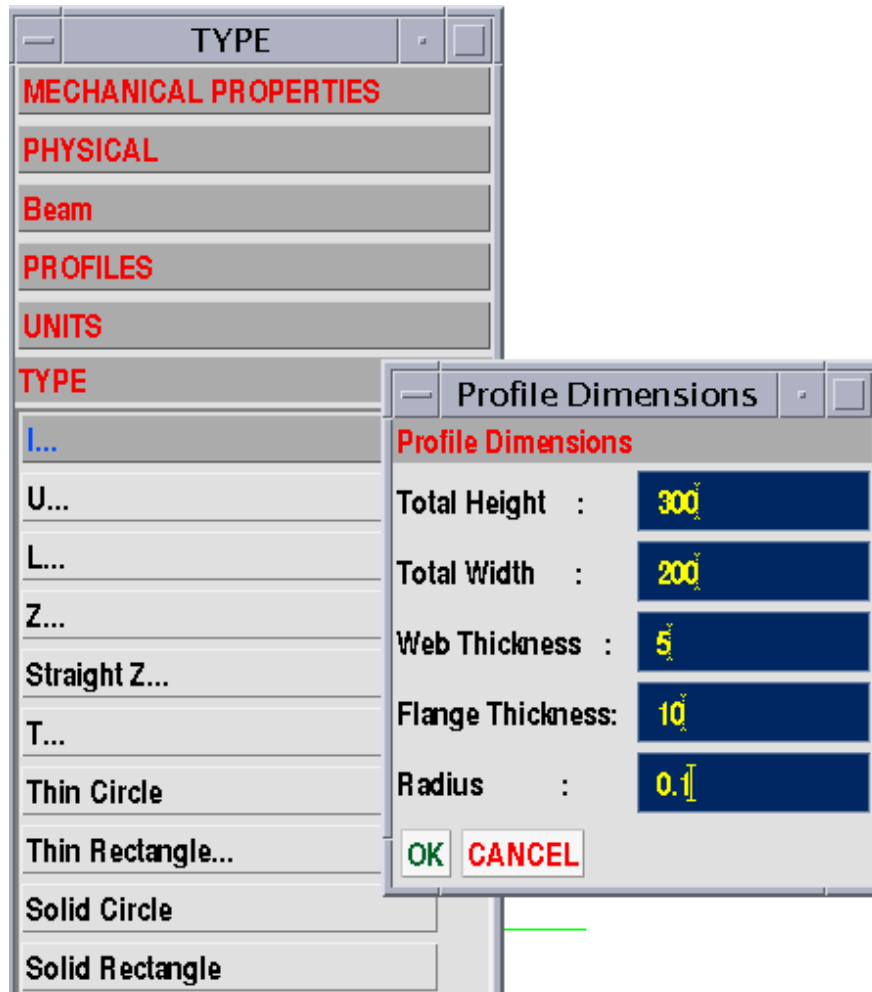 TYPE
MECHANICAL PROPERTIES
PHYSICAL
Beam
PROFILES
UNITS
TYPE
I...
U...
L...
Z...
Straight Z...
T...
Thin Circle
Thin Rectangle...
Solid Circle
Solid Rectangle
Profile Dimensions
Profile Dimensions
Total Height : 300
Total Width : 200
Web Thickness : 5
Flange Thickness: 10
Radius : 0.1
OK CANCEL